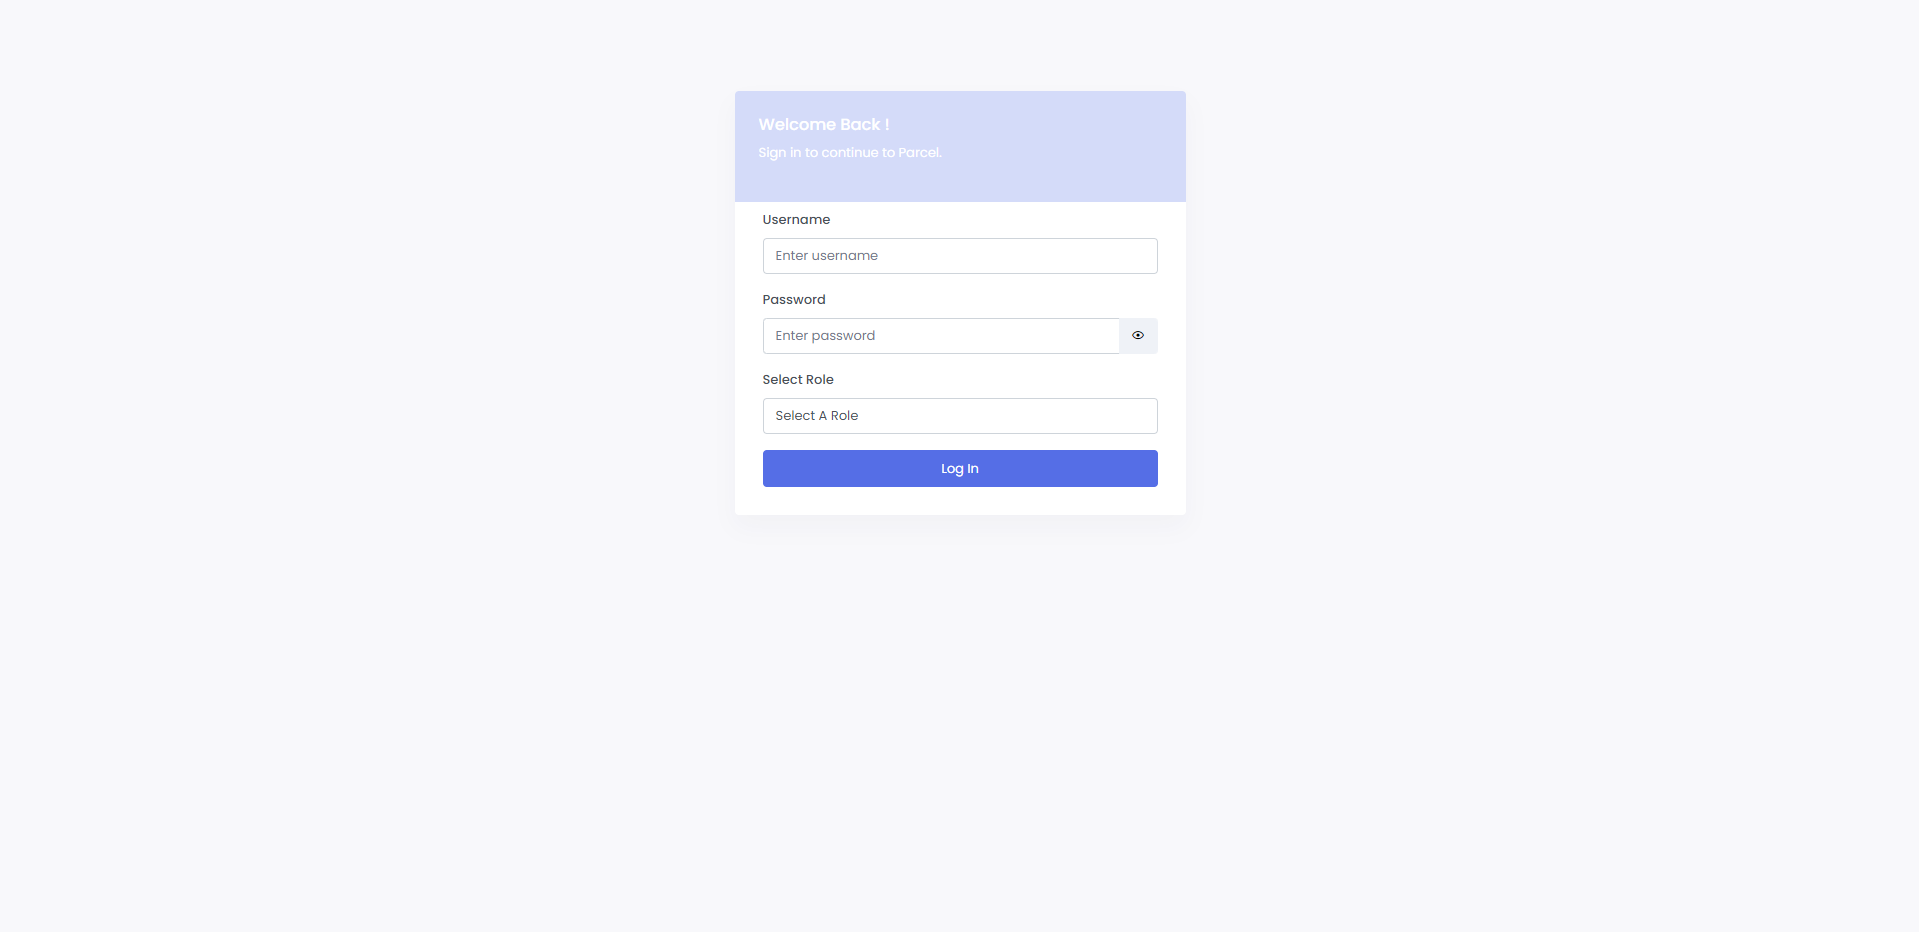 Welcome Back !
Sign in to continue to Parcel.
Username
Enter username
Password
Enter password
Select Role
Select A Role
Log In